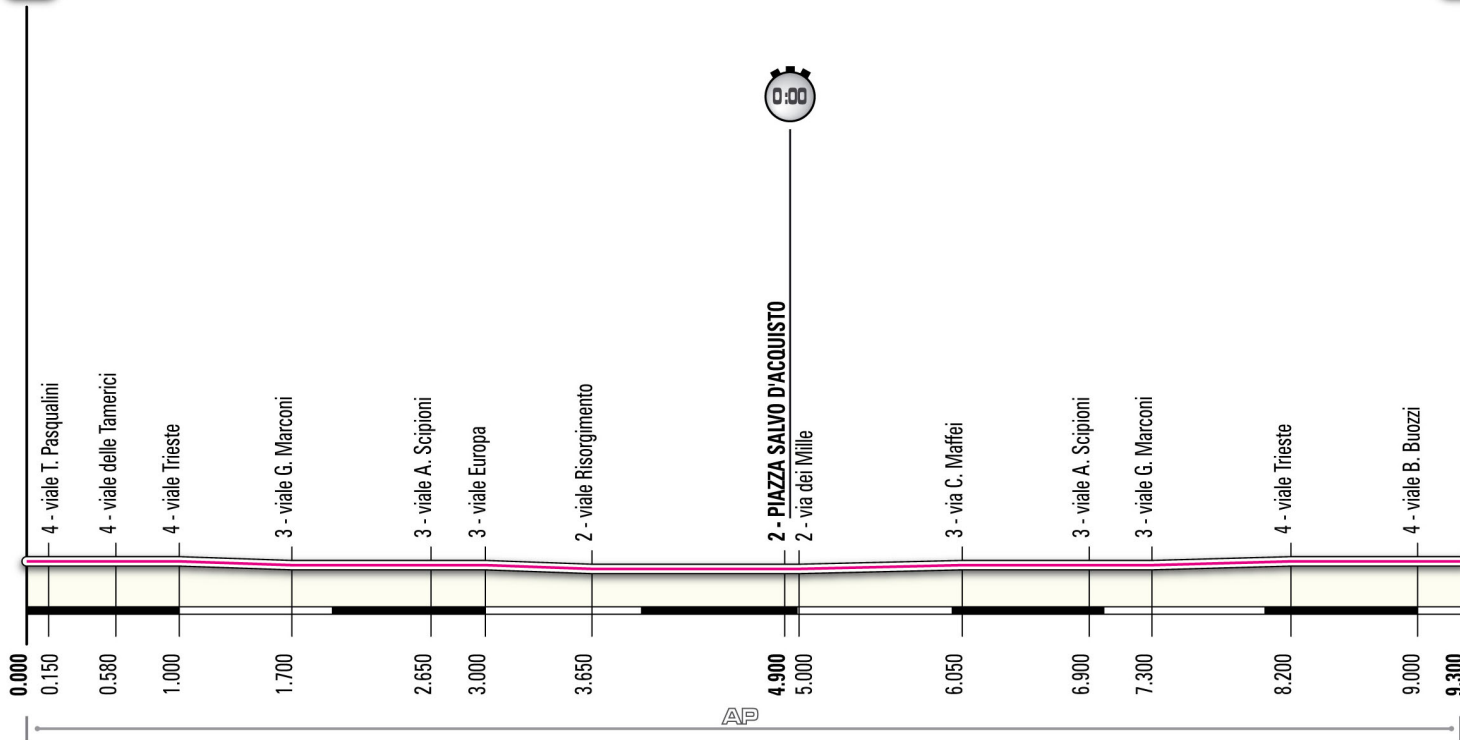 0:00
4 - viale T. Pasqualini
4 - viale delle Tamerici
4 - viale Trieste
3 - viale G. Marconi
3 - viale A. Scipioni
3 - viale Europa
2 - viale Risorgimento
2 - PIAZZA SALVO D'ACQUISTO
2 - via dei Mille
3 - via C. Maffei
3 - viale A. Scipioni
3 - viale G. Marconi
4 - viale Trieste
4 - viale B. Buozzi
0.000
0.150
0.580
1.000
1.700
2.650
3.000
3.650
4.900
5.000
6.050
6.900
7.300
8.200
9.000
9.300
AP